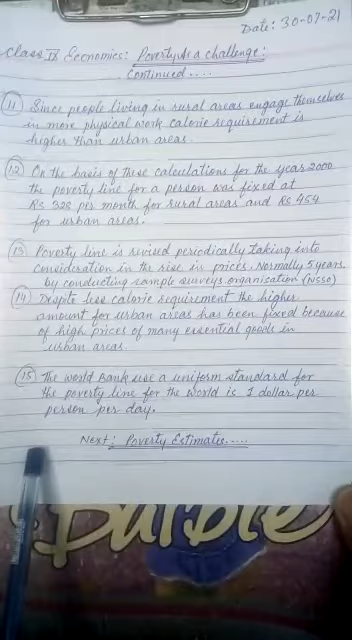 Date: 30-07-21
Class IX Economics: Poverty As a challenge:
Continued....
(11) Since people living in rural areas engage themselves
in more physical work calorie requirement is
higher than urban areas.
(12) On the basis of these calculations for the year 2000
the poverty line for a person was fixed at
RS 328 per month for rural areas and RS 454
for urban areas.
(13) Poverty line is revised periodically taking into
consideration in the rise in prices. Normally 5 years.
by conducting sample surveys organisation (NSSO)
(14) Dispite less calorie requirement the higher
amount for urban areas has been fixed because
of high prices of many essential goods in
urban areas.
(15) The world Bank use a uniform standard for
the poverty line for the world is 1 dollar per
person per day.
Next: Poverty Estimates.....
Barbie